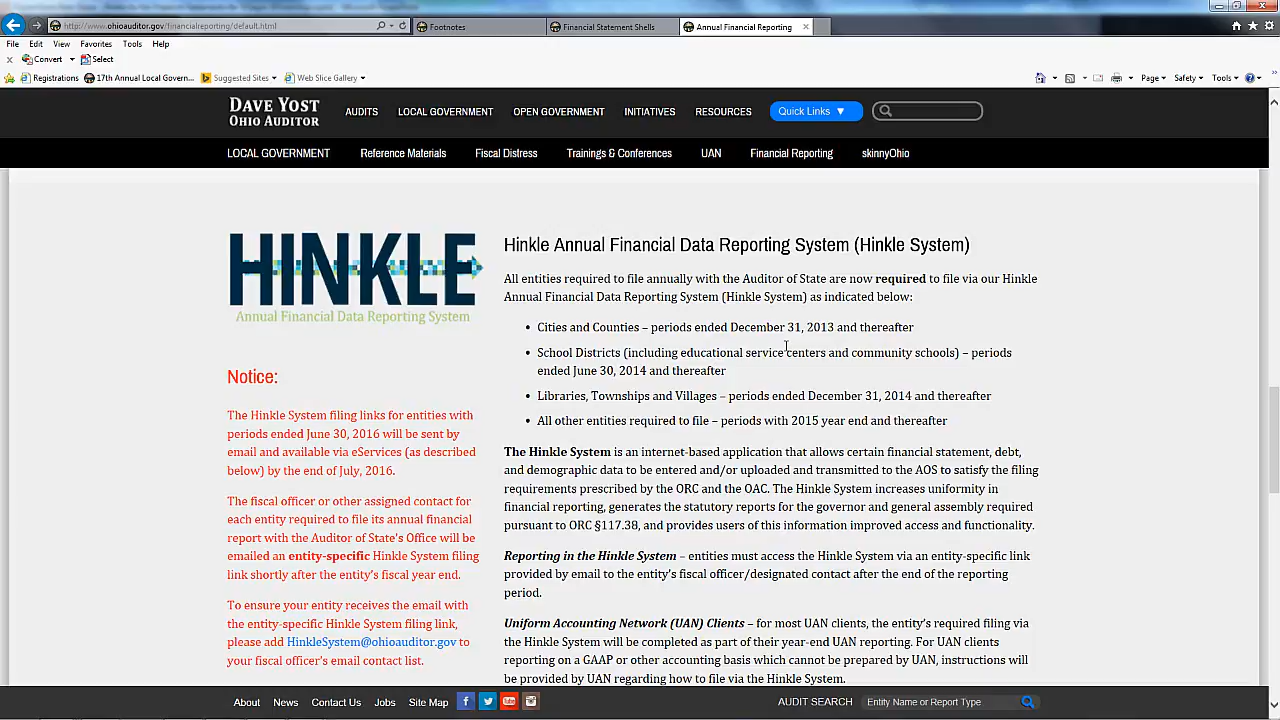 http://www.ohioauditor.gov/financialreporting/default.html
Footnotes
Financial Statement Shells
Annual Financial Reporting
File Edit View Favorites Tools Help
x Convert Select
Registrations 17th Annual Local Govern... Suggested Sites Web Slice Gallery
Page Safety Tools
DAVE YOST
OHIO AUDITOR
AUDITS LOCAL GOVERNMENT OPEN GOVERNMENT INITIATIVES RESOURCES Quick Links ▼
LOCAL GOVERNMENT Reference Materials Fiscal Distress Trainings & Conferences UAN Financial Reporting skinnyOhio
HINKLE
Annual Financial Data Reporting System
Notice:
The Hinkle System filing links for entities with
periods ended June 30, 2016 will be sent by
email and available via eServices (as described
below) by the end of July, 2016.
The fiscal officer or other assigned contact for
each entity required to file its annual financial
report with the Auditor of State's Office will be
emailed an entity-specific Hinkle System filing
link shortly after the entity's fiscal year end.
To ensure your entity receives the email with
the entity-specific Hinkle System filing link,
please add HinkleSystem@ohioauditor.gov to
your fiscal officer's email contact list.
Hinkle Annual Financial Data Reporting System (Hinkle System)
All entities required to file annually with the Auditor of State are now required to file via our Hinkle
Annual Financial Data Reporting System (Hinkle System) as indicated below:
• Cities and Counties – periods ended December 31, 2013 and thereafter
• School Districts (including educational service centers and community schools) – periods
ended June 30, 2014 and thereafter
• Libraries, Townships and Villages – periods ended December 31, 2014 and thereafter
• All other entities required to file – periods with 2015 year end and thereafter
The Hinkle System is an internet-based application that allows certain financial statement, debt,
and demographic data to be entered and/or uploaded and transmitted to the AOS to satisfy the filing
requirements prescribed by the ORC and the OAC. The Hinkle System increases uniformity in
financial reporting, generates the statutory reports for the governor and general assembly required
pursuant to ORC §117.38, and provides users of this information improved access and functionality.
Reporting in the Hinkle System – entities must access the Hinkle System via an entity-specific link
provided by email to the entity's fiscal officer/designated contact after the end of the reporting
period.
Uniform Accounting Network (UAN) Clients – for most UAN clients, the entity's required filing via
the Hinkle System will be completed as part of their year-end UAN reporting. For UAN clients
reporting on a GAAP or other accounting basis which cannot be prepared by UAN, instructions will
be provided by UAN regarding how to file via the Hinkle System.
About News Contact Us Jobs Site Map AUDIT SEARCH Entity Name or Report Type